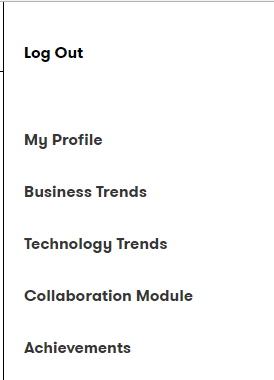 Log Out
My Profile
Business Trends
Technology Trends
Collaboration Module
Achievements